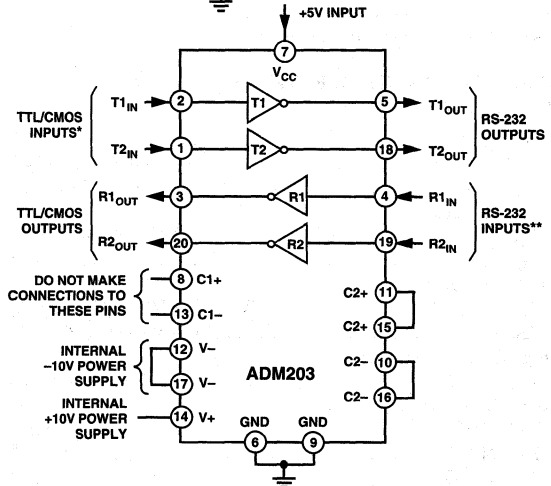 +5V INPUT
7
VCC
TTL/CMOS
INPUTS*
T1IN
2
T1
5
T1OUT
T2IN
1
T2
18
T2OUT
RS-232
OUTPUTS
TTL/CMOS
OUTPUTS
R1OUT
3
R1
4
R1IN
R2OUT
20
R2
19
R2IN
RS-232
INPUTS**
DO NOT MAKE
CONNECTIONS TO
THESE PINS
8
C1+
13
C1–
INTERNAL
–10V POWER
SUPPLY
12
V–
17
V–
INTERNAL
+10V POWER
SUPPLY
14
V+
C2+
11
C2+
15
C2–
10
C2–
16
ADM203
GND
6
GND
9